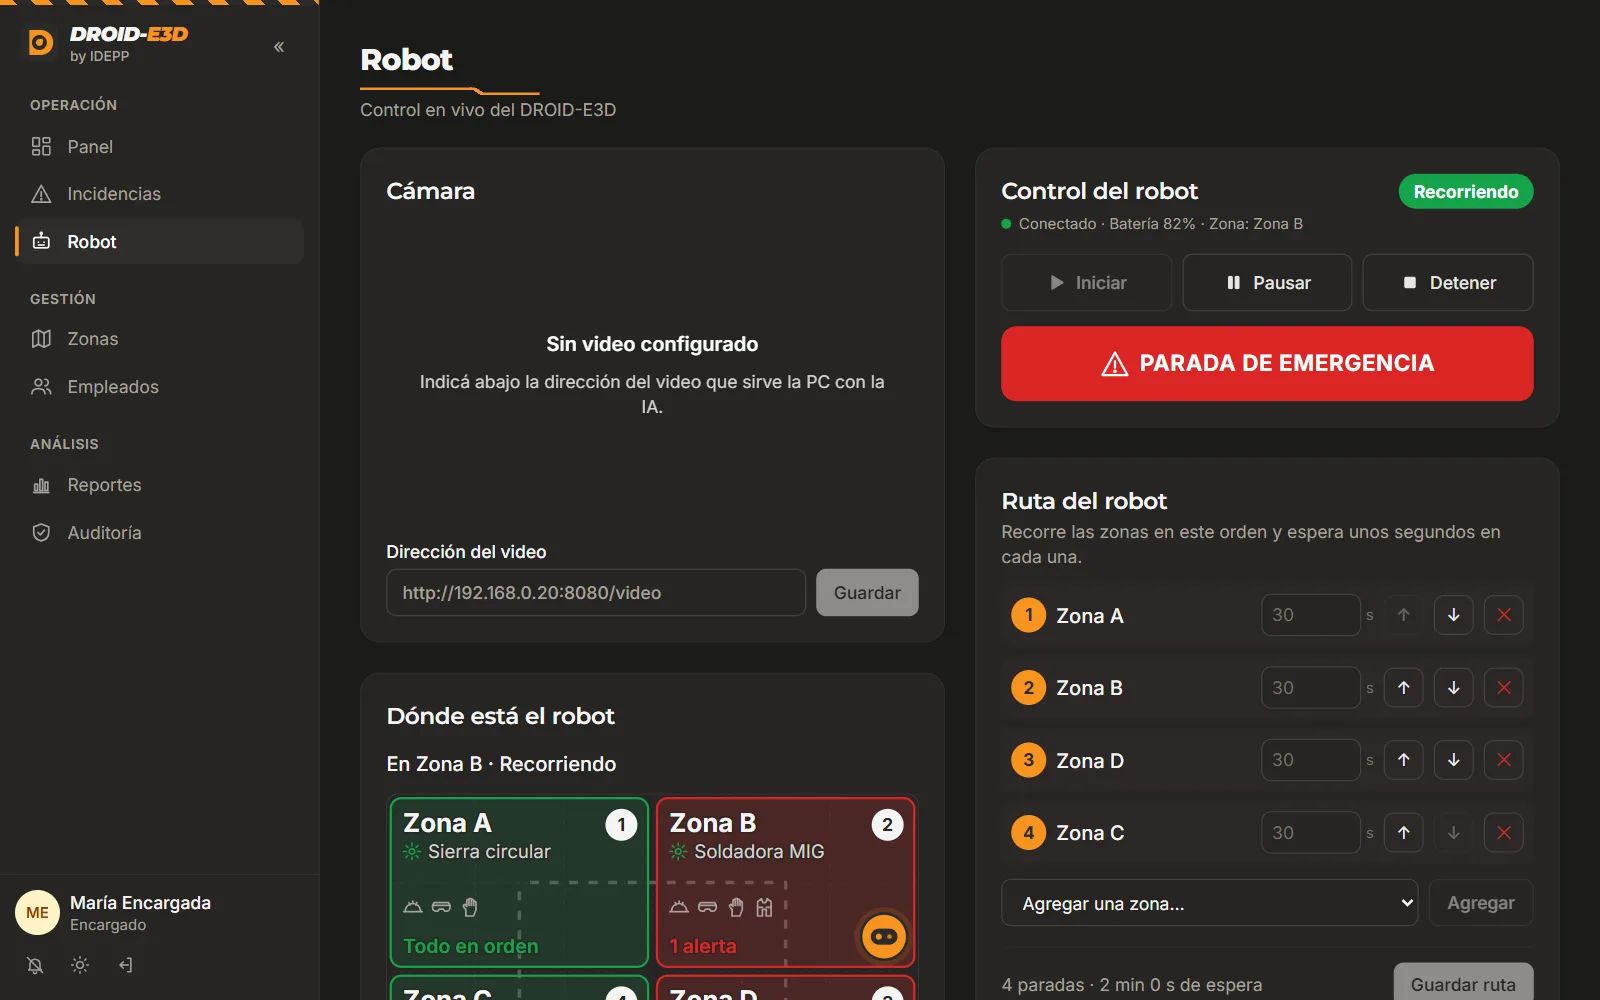 DROID-E3D
by IDEPP
OPERACIÓN
Panel
Incidencias
Robot
GESTIÓN
Zonas
Empleados
ANÁLISIS
Reportes
Auditoría
ME
María Encargada
Encargado
Robot
Control en vivo del DROID-E3D
Cámara
Sin video configurado
Indicá abajo la dirección del video que sirve la PC con la
IA.
Dirección del video
http://192.168.0.20:8080/video
Guardar
Dónde está el robot
En Zona B · Recorriendo
Zona A 1
Sierra circular
Todo en orden
Zona B 2
Soldadora MIG
1 alerta
Zona C
Zona D
Control del robot
Recorriendo
Conectado · Batería 82% · Zona: Zona B
Iniciar
Pausar
Detener
PARADA DE EMERGENCIA
Ruta del robot
Recorre las zonas en este orden y espera unos segundos en
cada una.
1 Zona A 30 s
2 Zona B 30 s
3 Zona D 30 s
4 Zona C 30 s
Agregar una zona...
Agregar
4 paradas · 2 min 0 s de espera
Guardar ruta